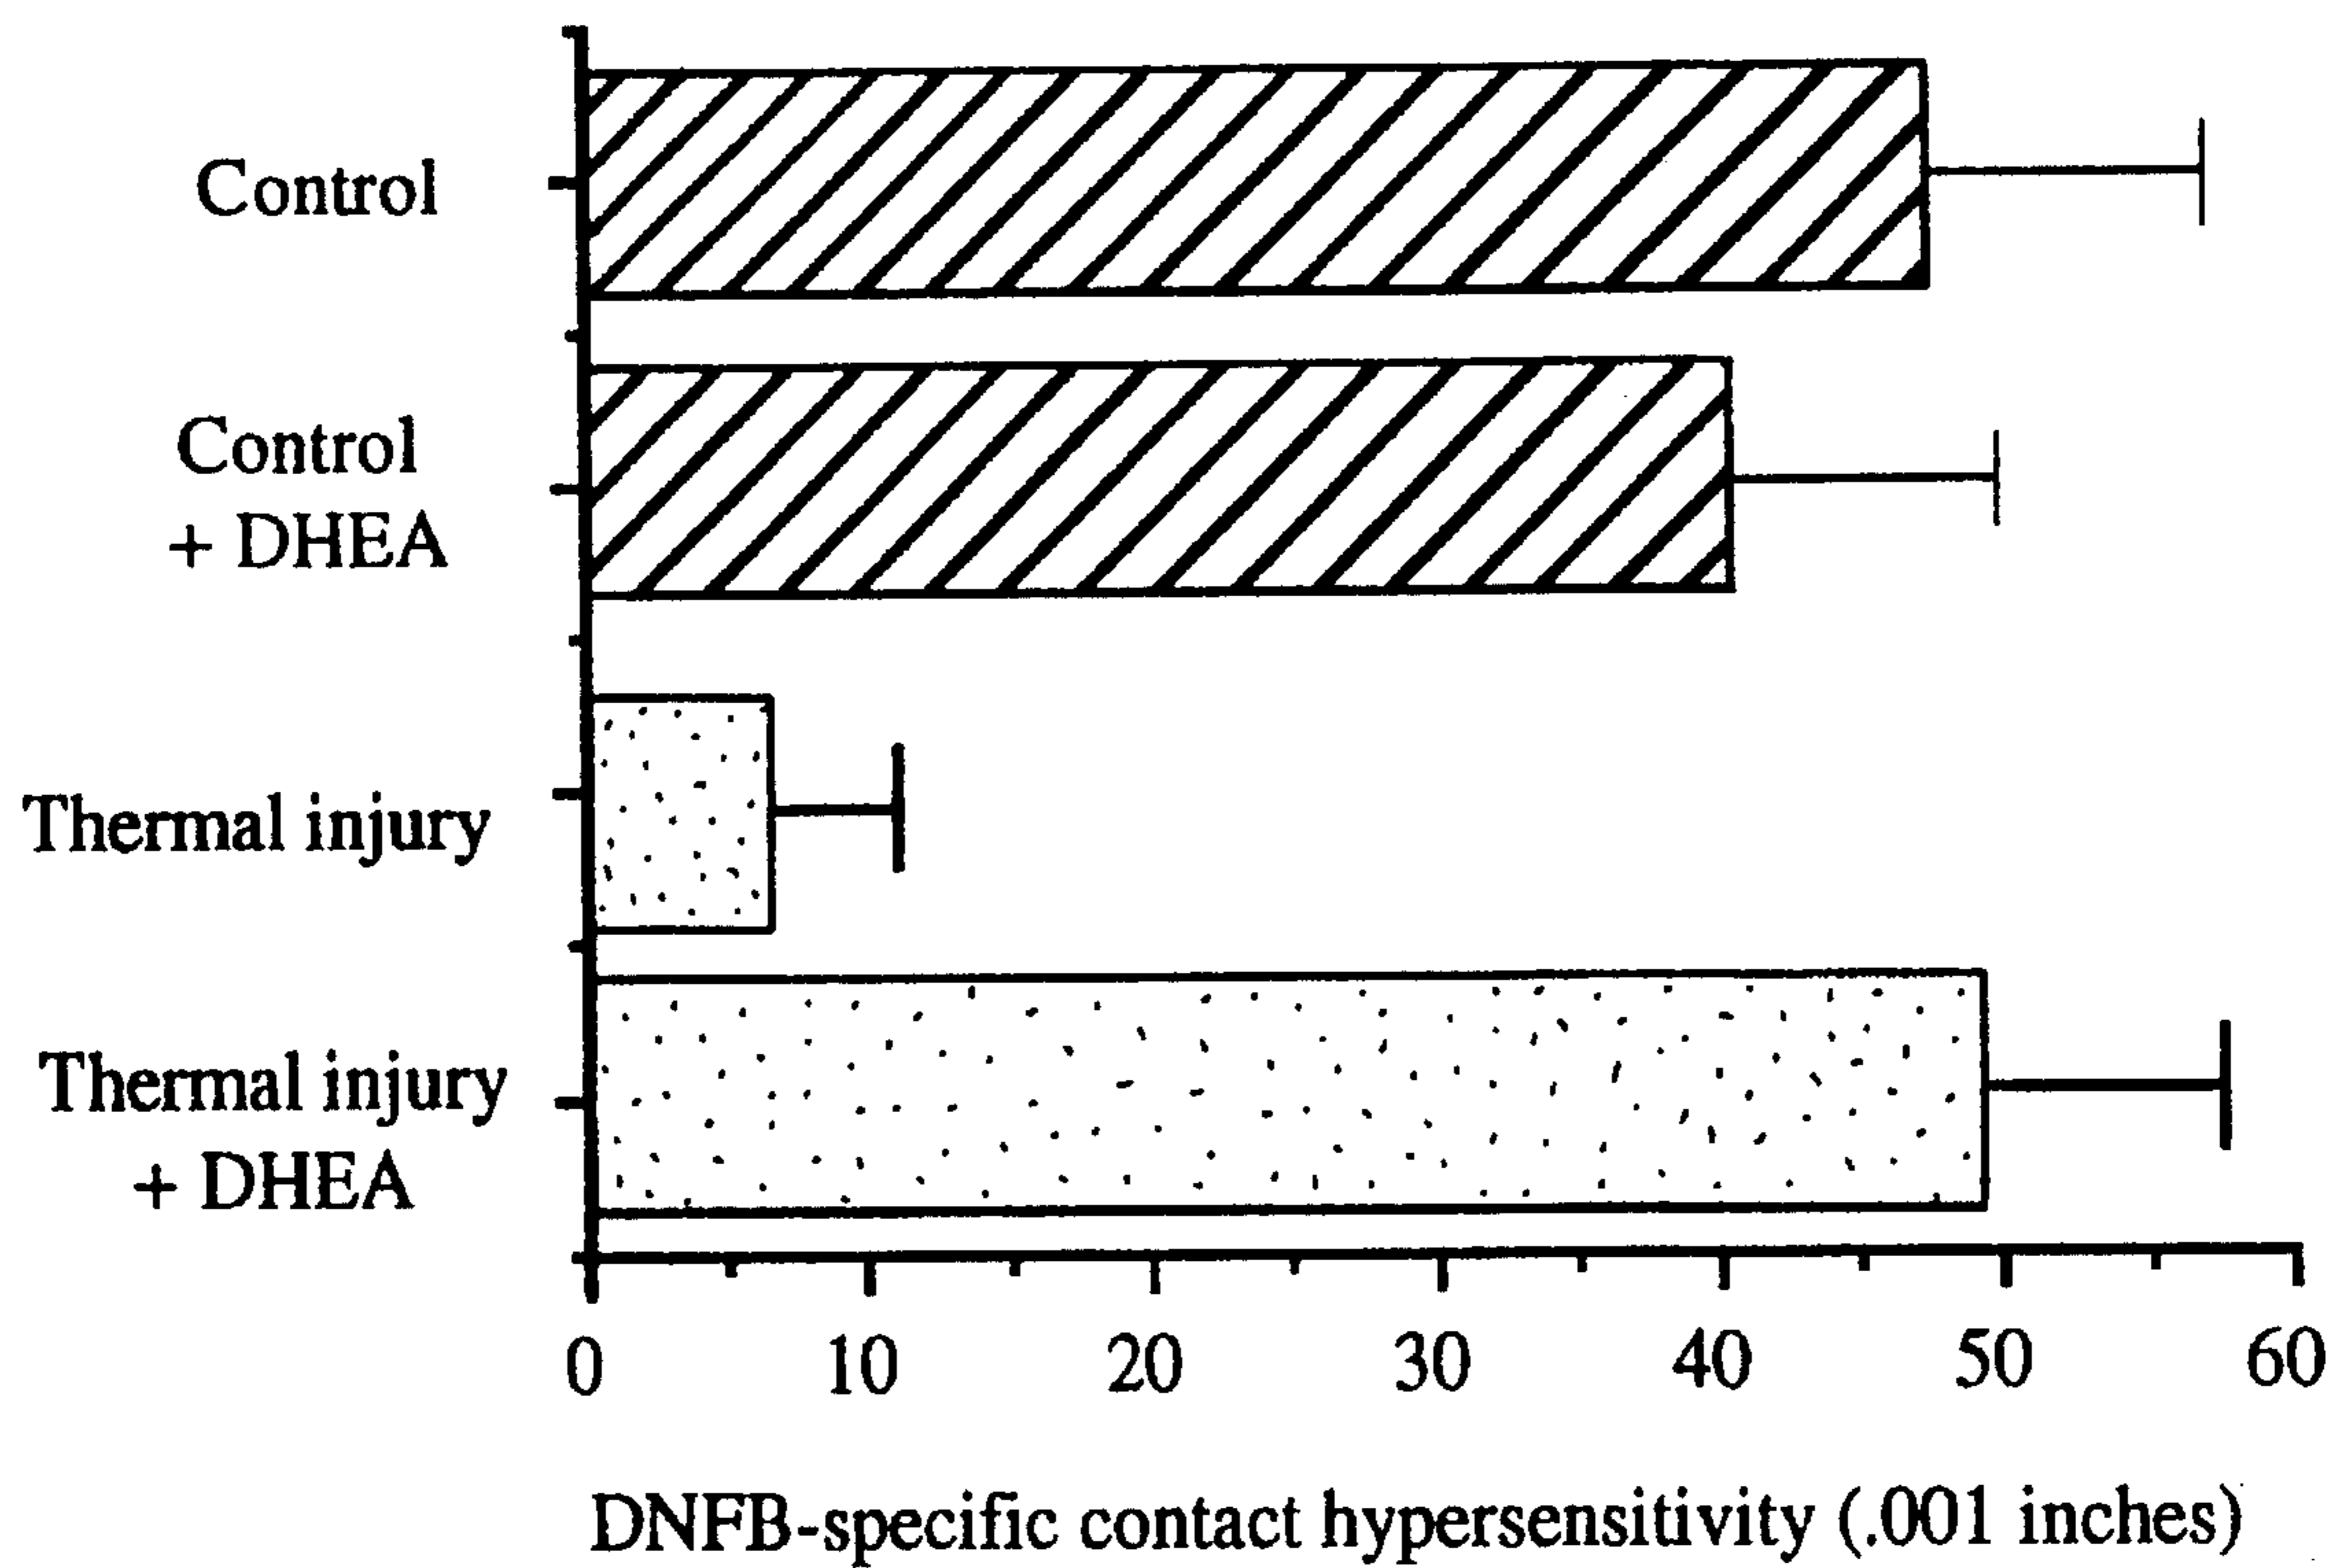 Control
Control
+ DHEA
Thermal injury
Thermal injury
+ DHEA
0 10 20 30 40 50 60
DNFB-specific contact hypersensitivity (.001 inches)